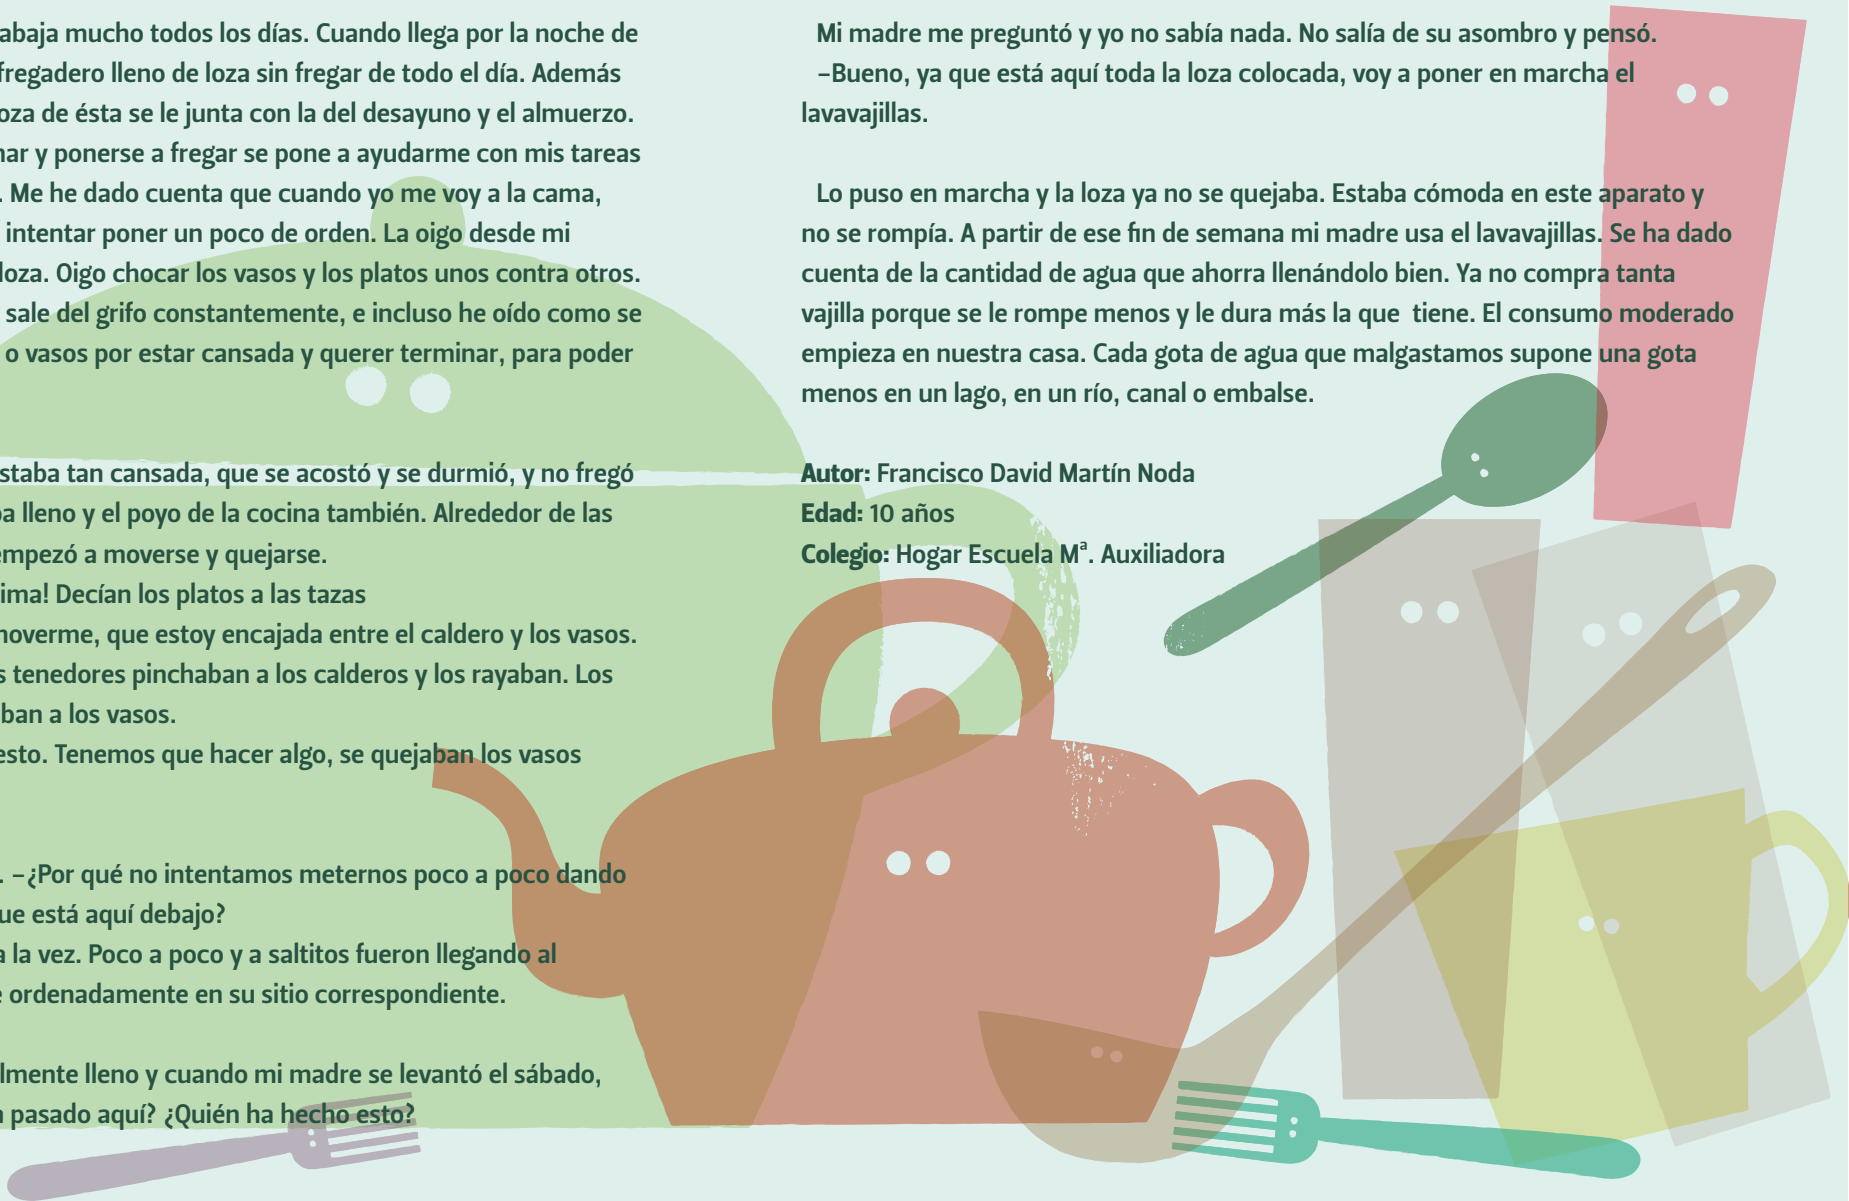 abaja mucho todos los días. Cuando llega por la noche de
fregadero lleno de loza sin fregar de todo el día. Además
oza de ésta se le junta con la del desayuno y el almuerzo.
nar y ponerse a fregar se pone a ayudarme con mis tareas
. Me he dado cuenta que cuando yo me voy a la cama,
intentar poner un poco de orden. La oigo desde mi
loza. Oigo chocar los vasos y los platos unos contra otros.
sale del grifo constantemente, e incluso he oído como se
o vasos por estar cansada y querer terminar, para poder
staba tan cansada, que se acostó y se durmió, y no fregó
ba lleno y el poyo de la cocina también. Alrededor de las
empezó a moverse y quejarse.
ima! Decían los platos a las tazas
moverme, que estoy encajada entre el caldero y los vasos.
s tenedores pinchaban a los calderos y los rayaban. Los
ban a los vasos.
esto. Tenemos que hacer algo, se quejaban los vasos
. –¿Por qué no intentamos meternos poco a poco dando
ue está aquí debajo?
a la vez. Poco a poco y a saltitos fueron llegando al
e ordenadamente en su sitio correspondiente.
lmente lleno y cuando mi madre se levantó el sábado,
a pasado aquí? ¿Quién ha hecho esto?
Mi madre me preguntó y yo no sabía nada. No salía de su asombro y pensó.
–Bueno, ya que está aquí toda la loza colocada, voy a poner en marcha el
lavavajillas.
Lo puso en marcha y la loza ya no se quejaba. Estaba cómoda en este aparato y
no se rompía. A partir de ese fin de semana mi madre usa el lavavajillas. Se ha dado
cuenta de la cantidad de agua que ahorra llenándolo bien. Ya no compra tanta
vajilla porque se le rompe menos y le dura más la que tiene. El consumo moderado
empieza en nuestra casa. Cada gota de agua que malgastamos supone una gota
menos en un lago, en un río, canal o embalse.
Autor: Francisco David Martín Noda
Edad: 10 años
Colegio: Hogar Escuela Mª. Auxiliadora